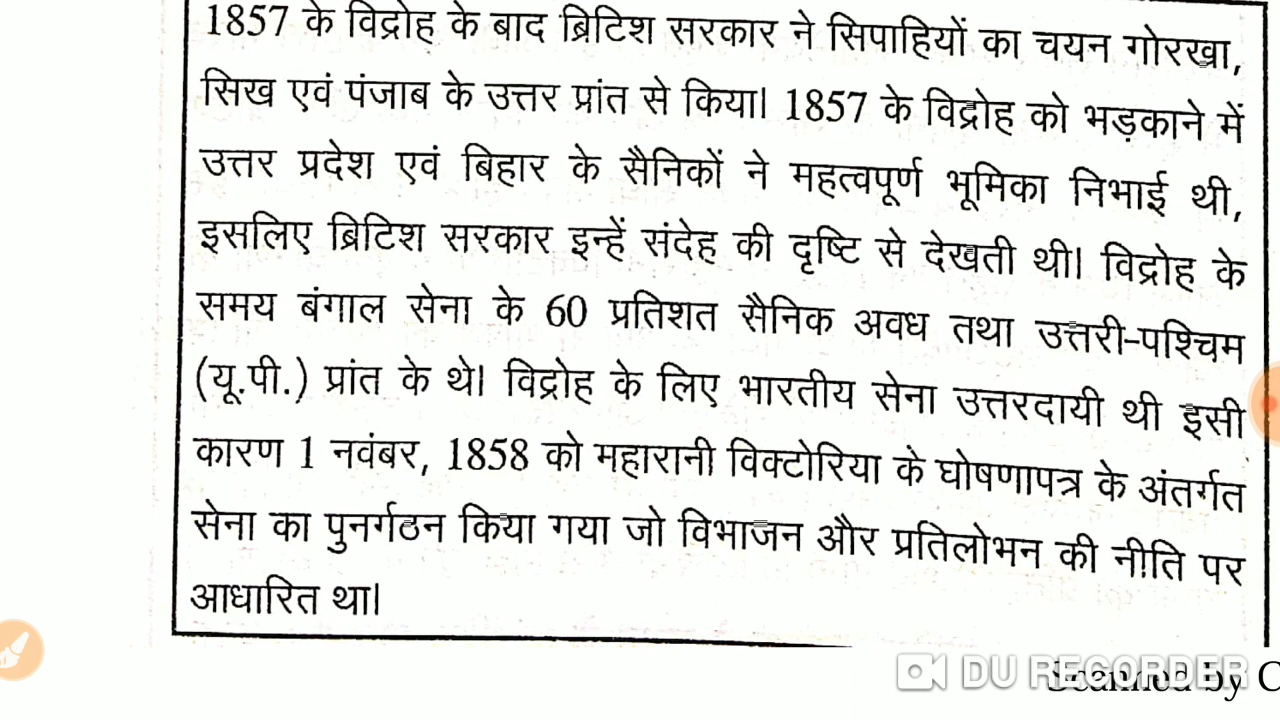 1857 के विद्रोह के बाद ब्रिटिश सरकार ने सिपाहियों का चयन गोरखा,
सिख एवं पंजाब के उत्तर प्रांत से किया। 1857 के विद्रोह को भड़काने में
उत्तर प्रदेश एवं बिहार के सैनिकों ने महत्वपूर्ण भूमिका निभाई थी,
इसलिए ब्रिटिश सरकार इन्हें संदेह की दृष्टि से देखती थी। विद्रोह के
समय बंगाल सेना के 60 प्रतिशत सैनिक अवध तथा उत्तरी-पश्चिम
(यू.पी.) प्रांत के थे। विद्रोह के लिए भारतीय सेना उत्तरदायी थी इसी
कारण 1 नवंबर, 1858 को महारानी विक्टोरिया के घोषणापत्र के अंतर्गत
सेना का पुनर्गठन किया गया जो विभाजन और प्रतिलोभन की नीति पर
आधारित था।
DU RECORDER
Scanned by C